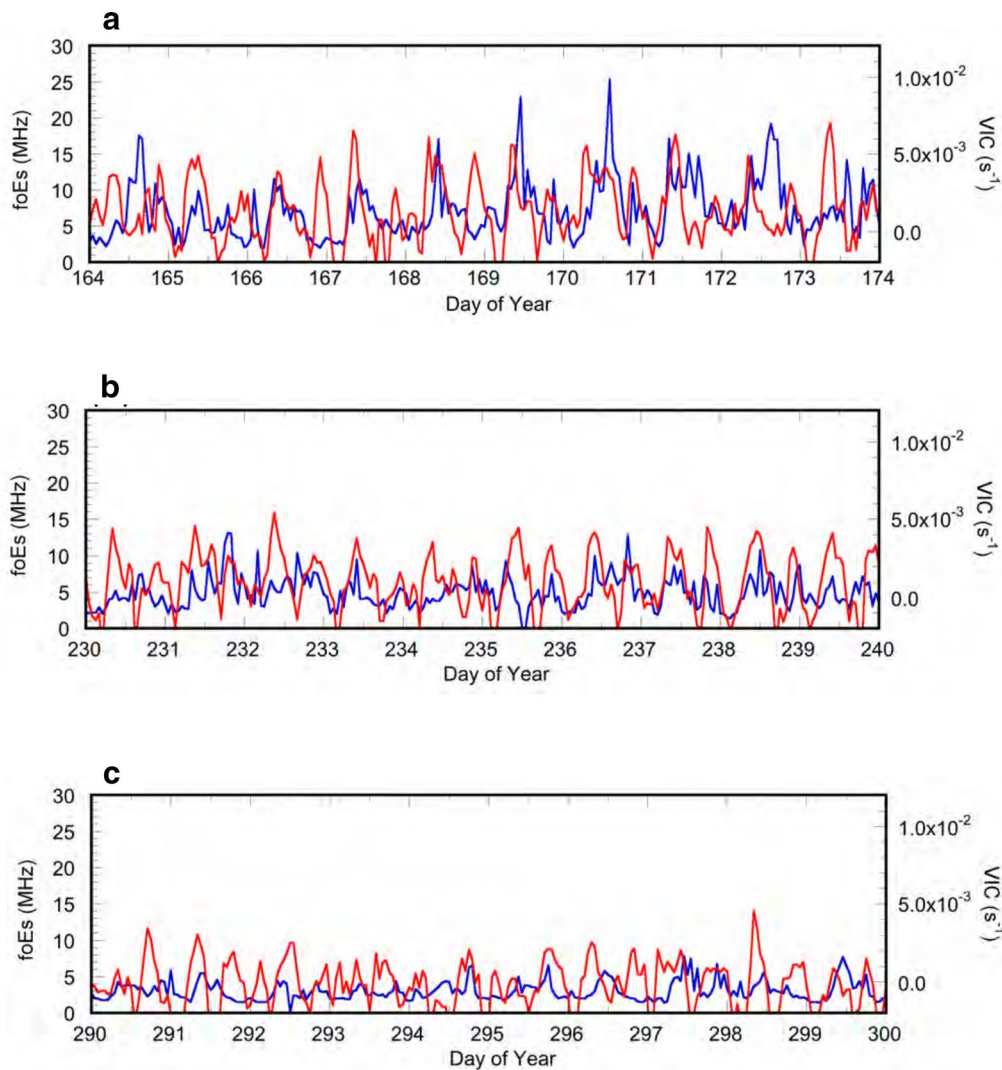 a
30
25
20
15
10
5
0
foEs (MHz)
1.0x10⁻²
5.0x10⁻³
0.0
VIC (s⁻¹)
164 165 166 167 168 169 170 171 172 173 174
Day of Year
b
30
25
20
15
10
5
0
foEs (MHz)
1.0x10⁻²
5.0x10⁻³
0.0
VIC (s⁻¹)
230 231 232 233 234 235 236 237 238 239 240
Day of Year
c
30
25
20
15
10
5
0
foEs (MHz)
1.0x10⁻²
5.0x10⁻³
0.0
VIC (s⁻¹)
290 291 292 293 294 295 296 297 298 299 300
Day of Year